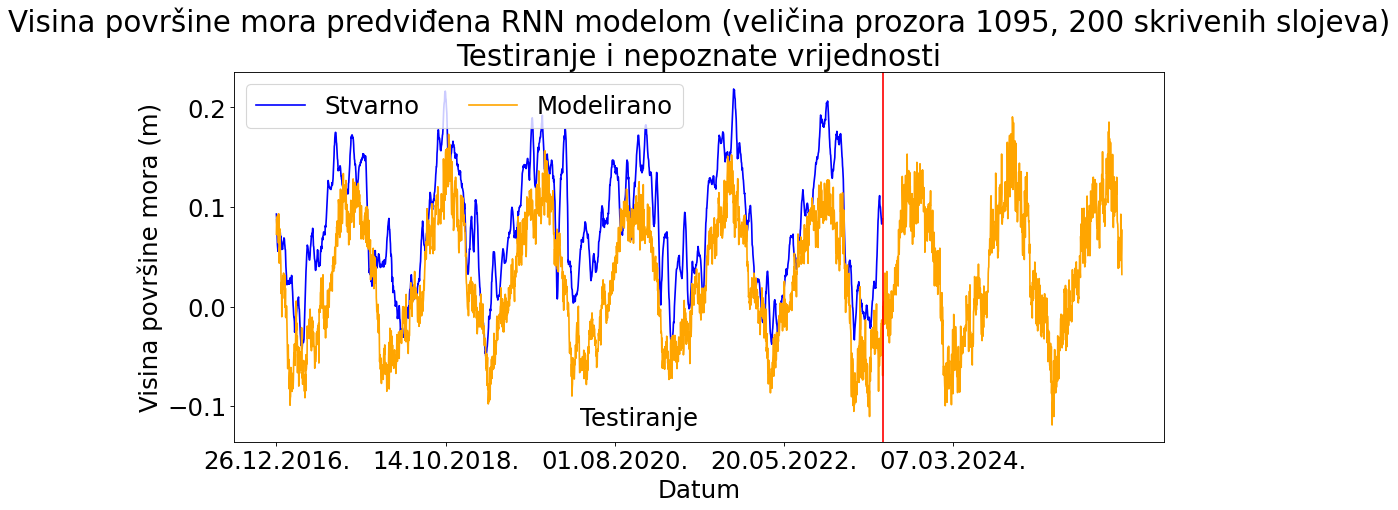 Visina površine mora predviđena RNN modelom (veličina prozora 1095, 200 skrivenih slojeva)
Testiranje i nepoznate vrijednosti
Stvarno
Modelirano
Visina površine mora (m)
0.2
0.1
0.0
−0.1
Testiranje
26.12.2016.
14.10.2018.
01.08.2020.
20.05.2022.
07.03.2024.
Datum